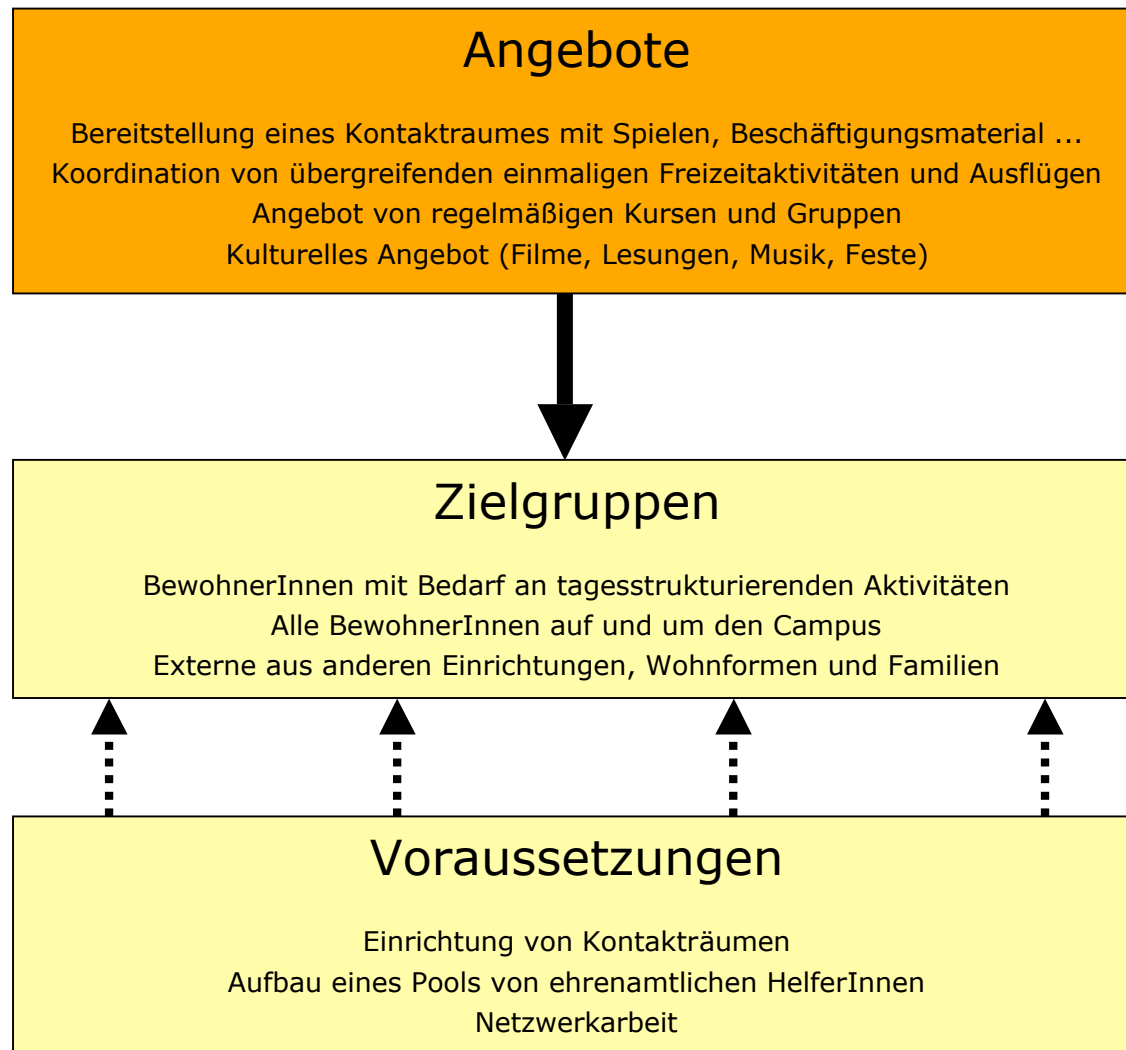 Angebote
Bereitstellung eines Kontaktraumes mit Spielen, Beschäftigungsmaterial ...
Koordination von übergreifenden einmaligen Freizeitaktivitäten und Ausflügen
Angebot von regelmäßigen Kursen und Gruppen
Kulturelles Angebot (Filme, Lesungen, Musik, Feste)
Zielgruppen
BewohnerInnen mit Bedarf an tagesstrukturierenden Aktivitäten
Alle BewohnerInnen auf und um den Campus
Externe aus anderen Einrichtungen, Wohnformen und Familien
Voraussetzungen
Einrichtung von Kontakträumen
Aufbau eines Pools von ehrenamtlichen HelferInnen
Netzwerkarbeit